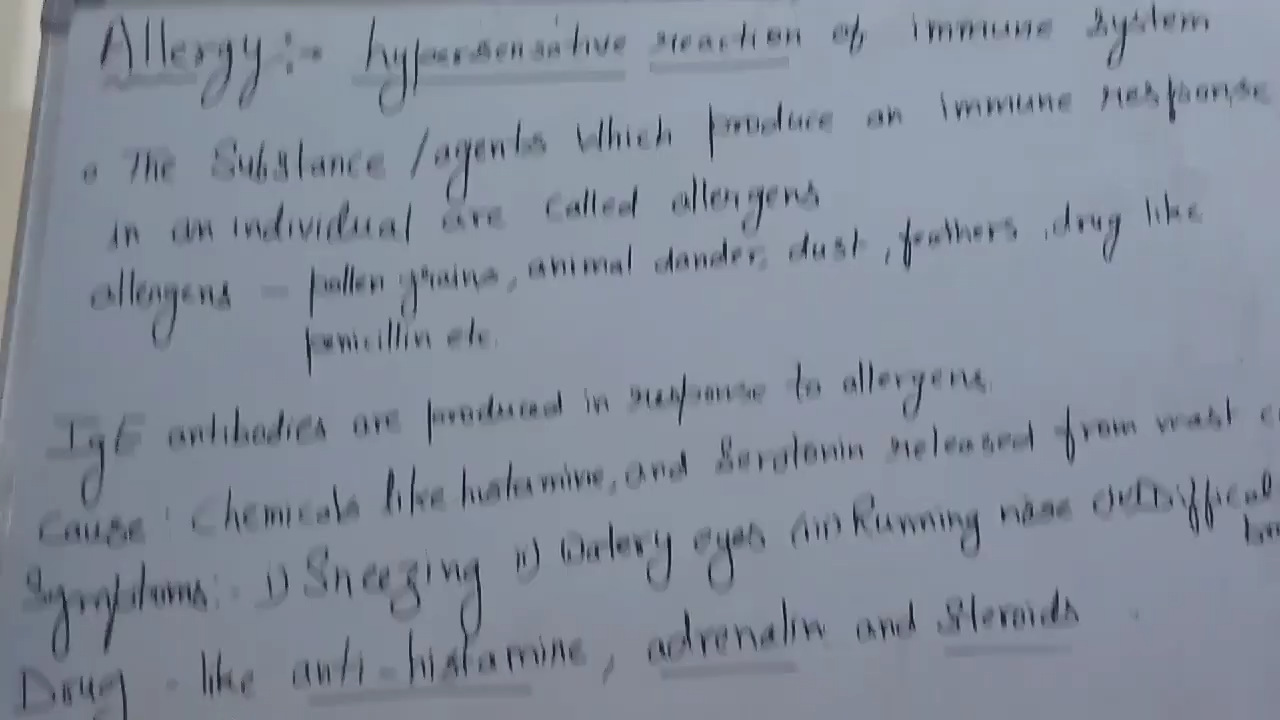 Allergy :- hypersensitive reaction of immune system
o The Substance / agents which produce an immune response
in an individual are called allergens
allergens - pollen grains, animal dander, dust, feathers, drug like
penicillin etc.
IgE antibodies are produced in response to allergens.
Cause : Chemicals like histamine, and Serotonin released from mast
Symptoms :- i) Sneezing ii) Watery eyes iii) Running nose iv)
Drug - like anti-histamine, adrenalin and Steroids